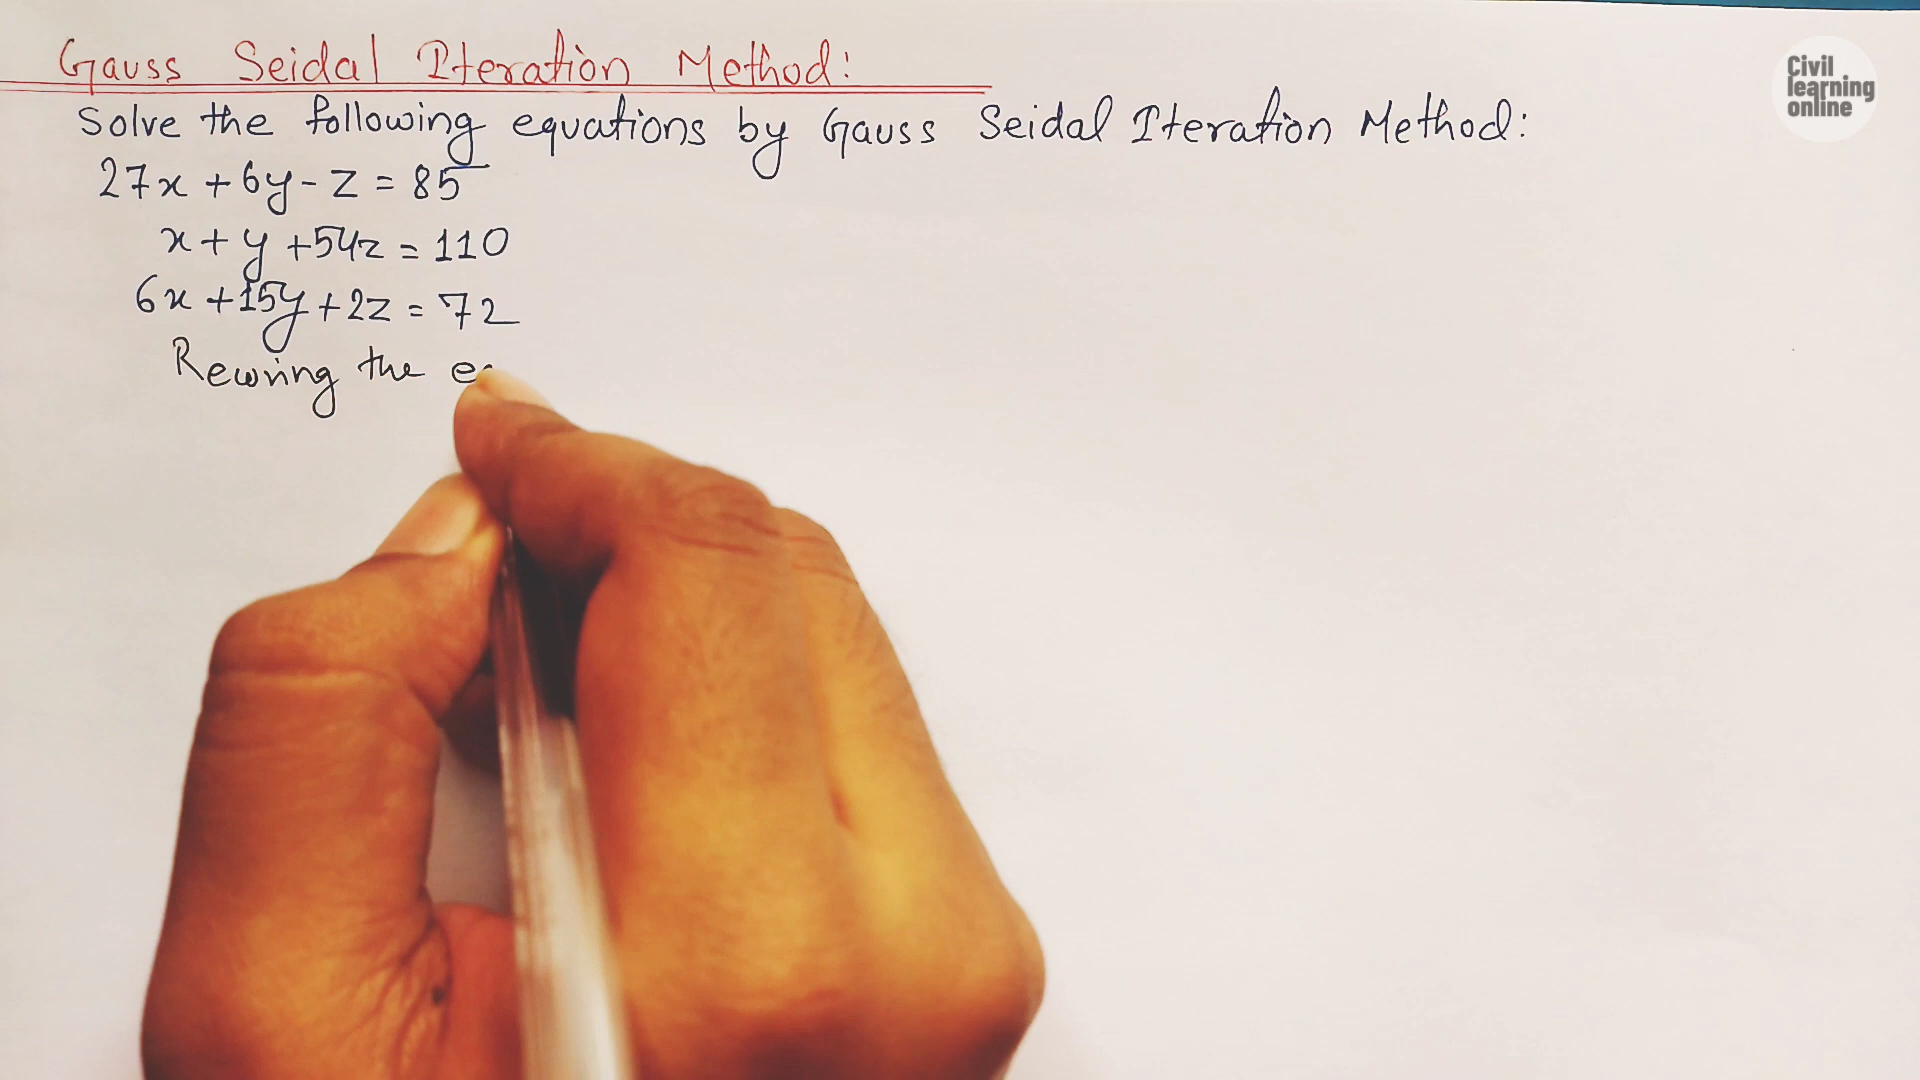 Gauss Seidal Iteration Method:
Solve the following equations by Gauss Seidal Iteration Method:
27x + 6y - z = 85
x + y + 54z = 110
6x + 15y + 2z = 72
Rewring the
Civil
learning
online